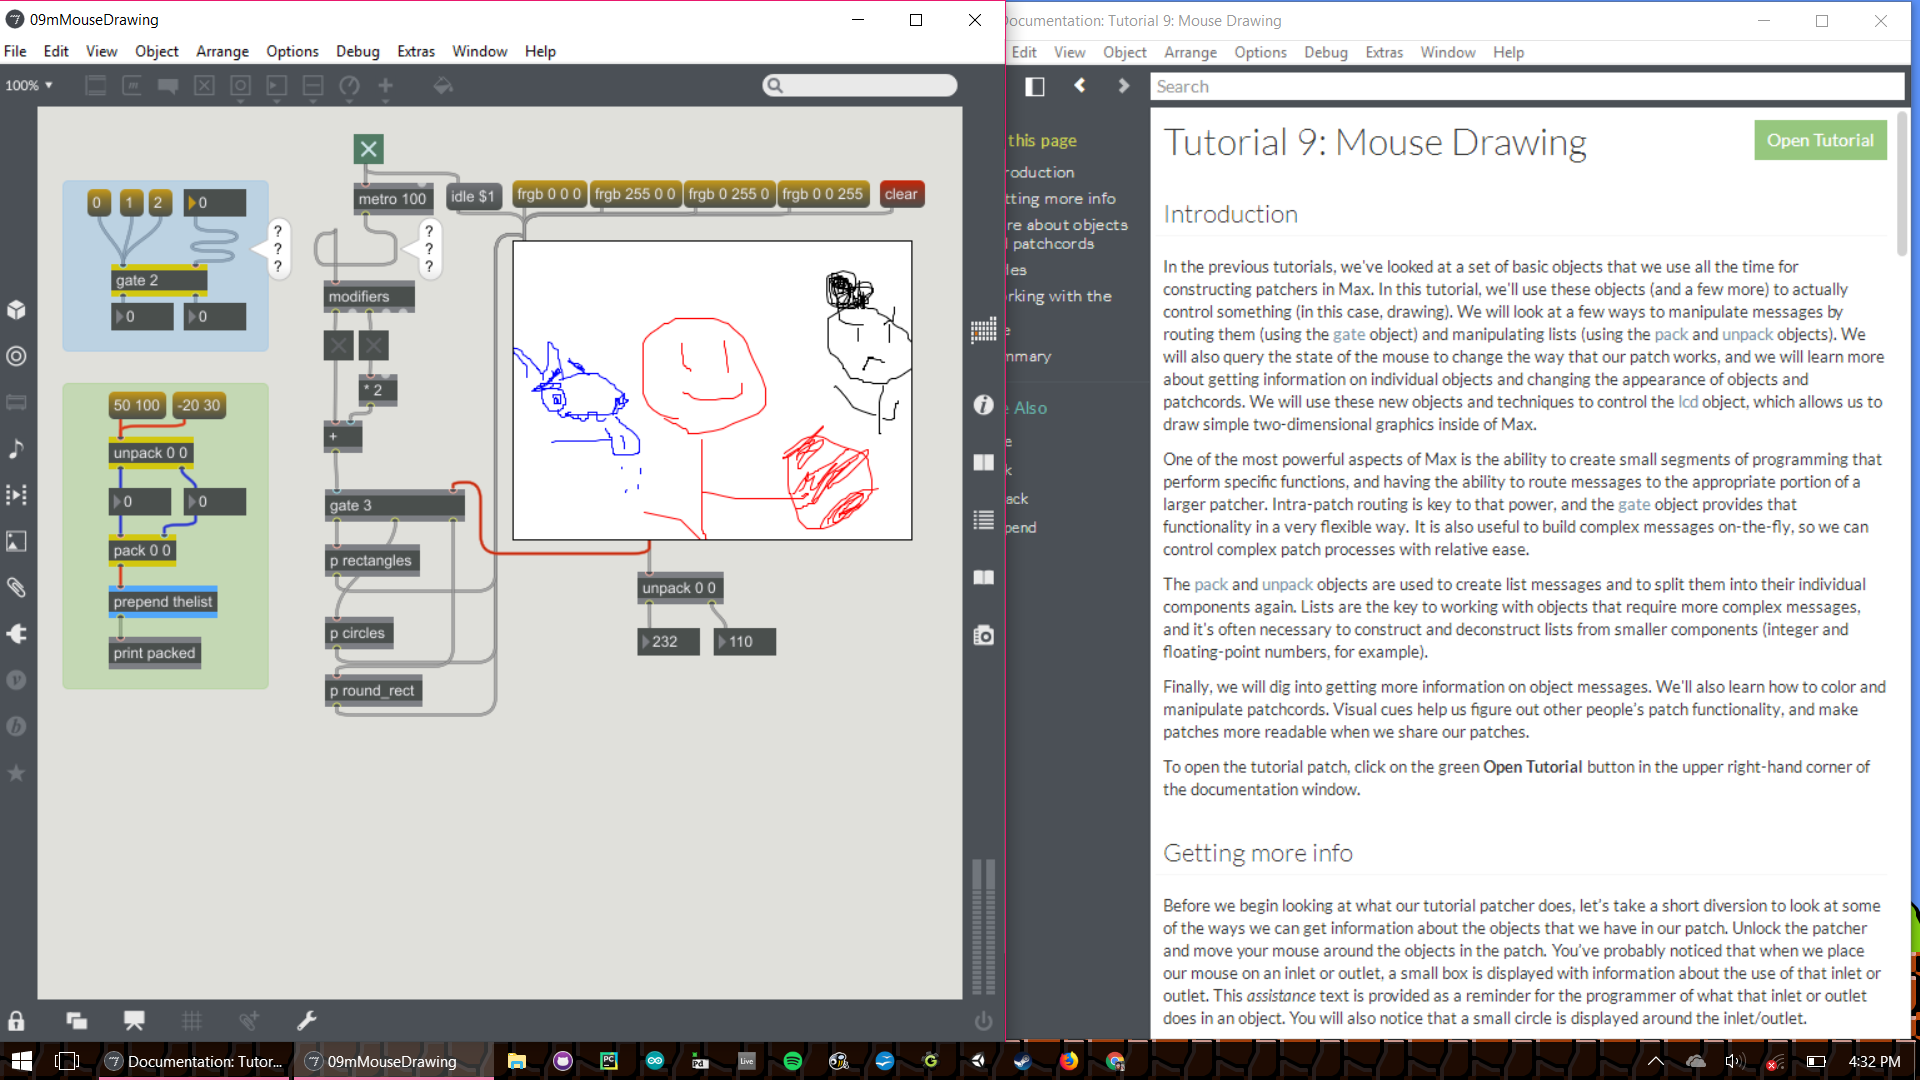 09mMouseDrawing
File Edit View Object Arrange Options Debug Extras Window Help
100%
0 1 2 0
gate 2
0 0
? ? ?
50 100 -20 30
unpack 0 0
0 0
pack 0 0
prepend thelist
print packed
metro 100
idle $1
frgb 0 0 0 frgb 255 0 0 frgb 0 255 0 frgb 0 0 255 clear
? ? ?
modifiers
* 2
+
gate 3
p rectangles
p circles
p round_rect
unpack 0 0
232 110
Documentation: Tutorial 9: Mouse Drawing
Edit View Object Arrange Options Debug Extras Window Help
Search
this page
roduction
tting more info
re about objects
l patchcords
les
rking with the
e
mmary
e Also
e
k
ack
pend
Tutorial 9: Mouse Drawing
Open Tutorial
Introduction
In the previous tutorials, we've looked at a set of basic objects that we use all the time for
constructing patchers in Max. In this tutorial, we'll use these objects (and a few more) to actually
control something (in this case, drawing). We will look at a few ways to manipulate messages by
routing them (using the gate object) and manipulating lists (using the pack and unpack objects). We
will also query the state of the mouse to change the way that our patch works, and we will learn more
about getting information on individual objects and changing the appearance of objects and
patchcords. We will use these new objects and techniques to control the lcd object, which allows us to
draw simple two-dimensional graphics inside of Max.
One of the most powerful aspects of Max is the ability to create small segments of programming that
perform specific functions, and having the ability to route messages to the appropriate portion of a
larger patcher. Intra-patch routing is key to that power, and the gate object provides that
functionality in a very flexible way. It is also useful to build complex messages on-the-fly, so we can
control complex patch processes with relative ease.
The pack and unpack objects are used to create list messages and to split them into their individual
components again. Lists are the key to working with objects that require more complex messages,
and it's often necessary to construct and deconstruct lists from smaller components (integer and
floating-point numbers, for example).
Finally, we will dig into getting more information on object messages. We'll also learn how to color and
manipulate patchcords. Visual cues help us figure out other people's patch functionality, and make
patches more readable when we share our patches.
To open the tutorial patch, click on the green Open Tutorial button in the upper right-hand corner of
the documentation window.
Getting more info
Before we begin looking at what our tutorial patcher does, let's take a short diversion to look at some
of the ways we can get information about the objects that we have in our patch. Unlock the patcher
and move your mouse around the objects in the patch. You've probably noticed that when we place
our mouse on an inlet or outlet, a small box is displayed with information about the use of that inlet or
outlet. This assistance text is provided as a reminder for the programmer of what that inlet or outlet
does in an object. You will also notice that a small circle is displayed around the inlet/outlet.
Documentation: Tutor... 09mMouseDrawing
PC Pd Live
4:32 PM